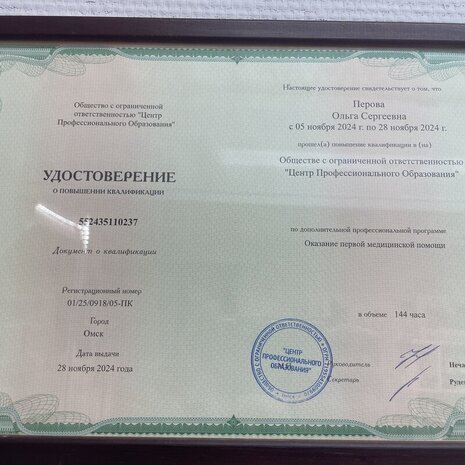 Общество с ограниченной
ответственностью "Центр
Профессионального Образования"
УДОСТОВЕРЕНИЕ
О ПОВЫШЕНИИ КВАЛИФИКАЦИИ
552435110237
Документ о квалификации
Регистрационный номер
01/25/0918/05-ПК
Город
Омск
Дата выдачи
28 ноября 2024 года
Настоящее удостоверение свидетельствует о том, что
Перова
Ольга Сергеевна
с 05 ноября 2024 г. по 28 ноября 2024 г.
прошел(а) повышение квалификации в (на)
Обществе с ограниченной ответственностью
"Центр Профессионального Образования"
по дополнительной профессиональной программе
Оказание первой медицинской помощи
в объеме 144 часа
"ЦЕНТР
ПРОФЕССИОНАЛЬНОГО
ОБРАЗОВАНИЯ"
М.П.
Руководитель
Секретарь